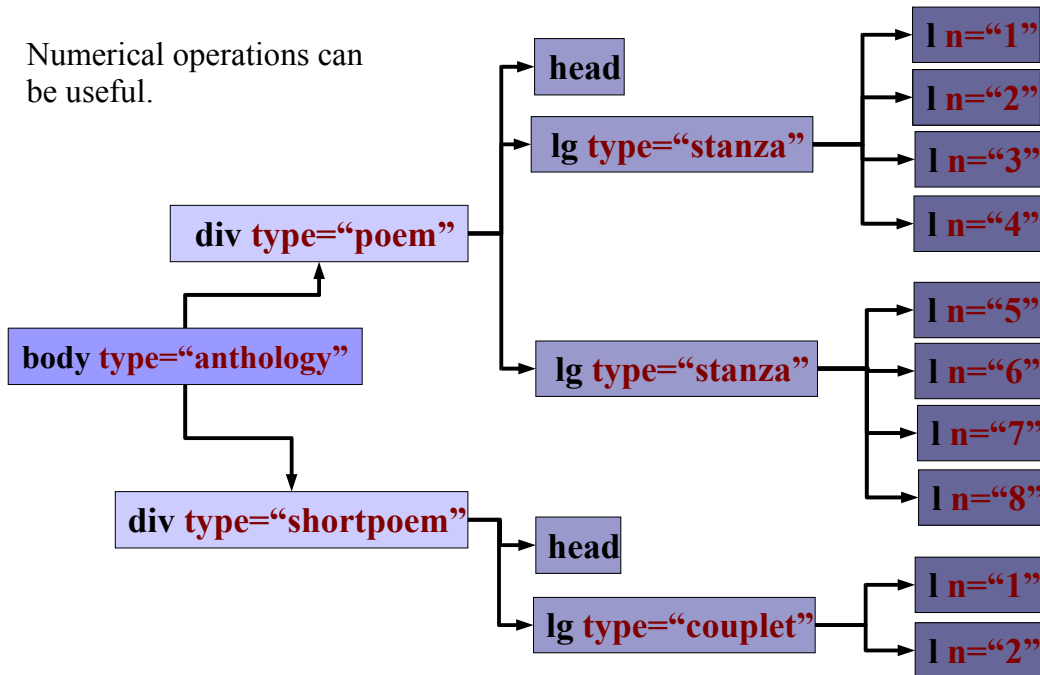 Numerical operations can
be useful.
body type=“anthology”
div type=“poem”
head
lg type=“stanza”
l n=“1”
l n=“2”
l n=“3”
l n=“4”
lg type=“stanza”
l n=“5”
l n=“6”
l n=“7”
l n=“8”
div type=“shortpoem”
head
lg type=“couplet”
l n=“1”
l n=“2”